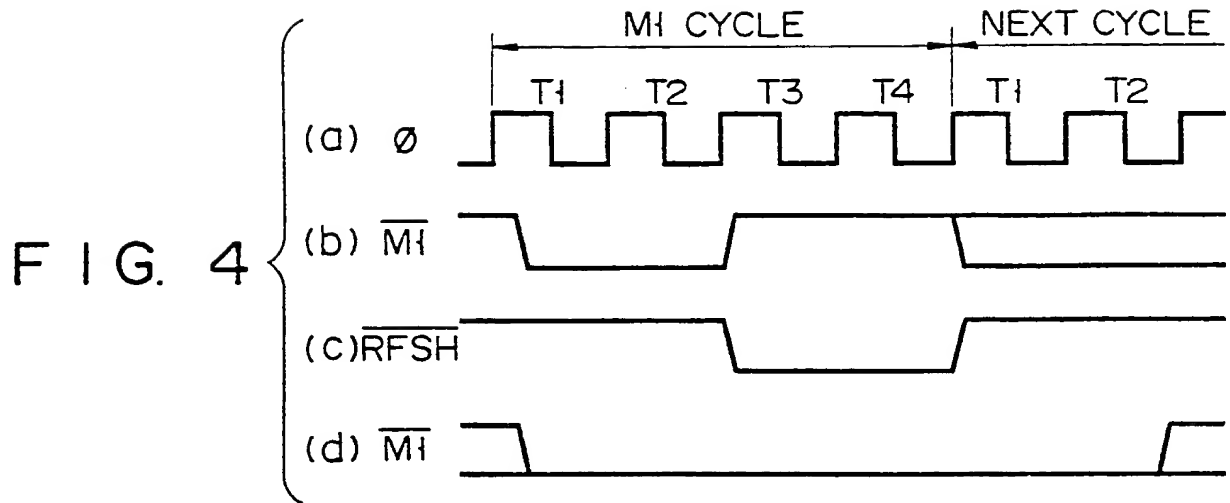 M1 CYCLE NEXT CYCLE
T1 T2 T3 T4 T1 T2
(a) Ø
(b) M1
FIG. 4
(c) RFSH
(d) M1